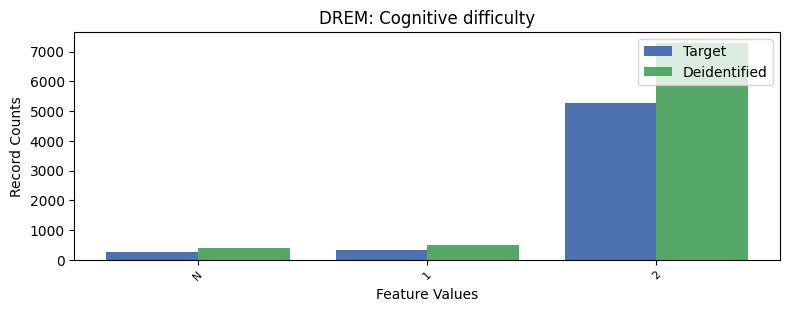 DREM: Cognitive difficulty
Record Counts
7000
6000
5000
4000
3000
2000
1000
0
Target
Deidentified
N
1
2
Feature Values